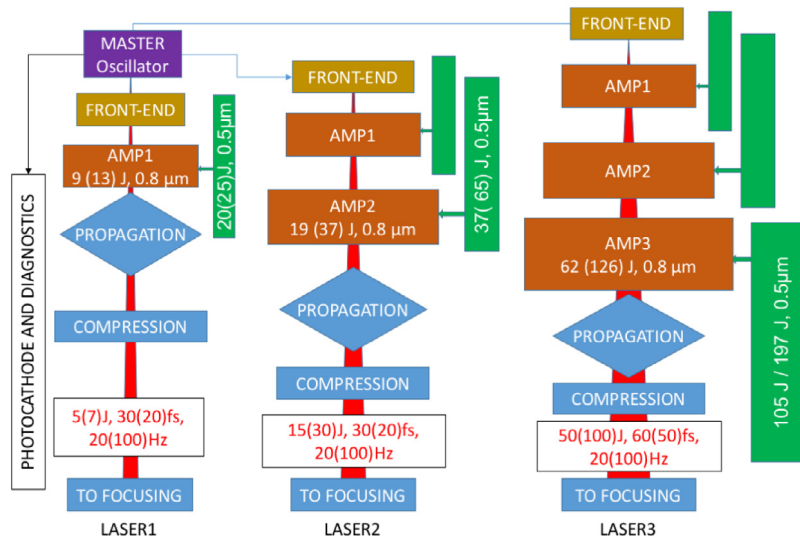 MASTER
Oscillator
FRONT-END
AMP1
9 (13) J, 0.8 µm
20(25)J, 0.5µm
PROPAGATION
COMPRESSION
5(7)J, 30(20)fs,
20(100)Hz
TO FOCUSING
LASER1
PHOTOCATHODE AND DIAGNOSTICS
FRONT-END
AMP1
AMP2
19 (37) J, 0.8 µm
37( 65) J, 0.5µm
PROPAGATION
COMPRESSION
15(30)J, 30(20)fs,
20(100)Hz
TO FOCUSING
LASER2
FRONT-END
AMP1
AMP2
AMP3
62 (126) J, 0.8 µm
105 J / 197 J, 0.5µm
PROPAGATION
COMPRESSION
50(100)J, 60(50)fs,
20(100)Hz
TO FOCUSING
LASER3